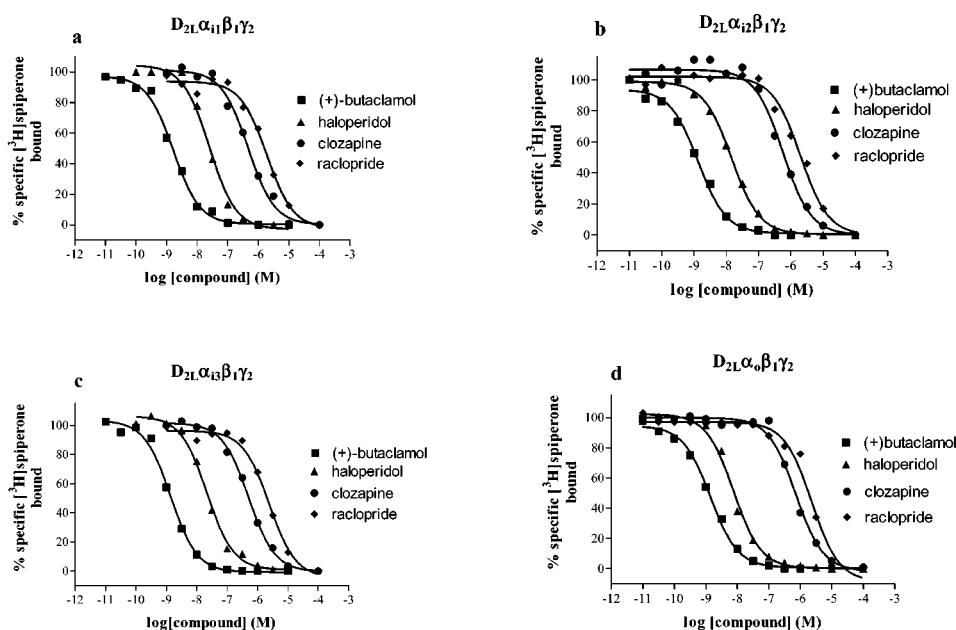 a
D2Lαi1β1γ2
% specific [³H]spiperone
bound
100
80
60
40
20
0
-12 -11 -10 -9 -8 -7 -6 -5 -4 -3
log [compound] (M)
(+)-butaclamol
haloperidol
clozapine
raclopride
b
D2Lαi2β1γ2
% specific [³H]spiperone
bound
120
100
80
60
40
20
0
-12 -11 -10 -9 -8 -7 -6 -5 -4 -3
log [compound] (M)
(+)-butaclamol
haloperidol
clozapine
raclopride
c
D2Lαi3β1γ2
% specific [³H]spiperone
bound
100
80
60
40
20
0
-12 -11 -10 -9 -8 -7 -6 -5 -4 -3
log[compound] (M)
(+)-butaclamol
haloperidol
clozapine
raclopride
d
D2Lαoβ1γ2
% specific [³H]spiperone
bound
100
80
60
40
20
0
-12 -11 -10 -9 -8 -7 -6 -5 -4 -3
log [compound] (M)
(+)butaclamol
haloperidol
clozapine
raclopride